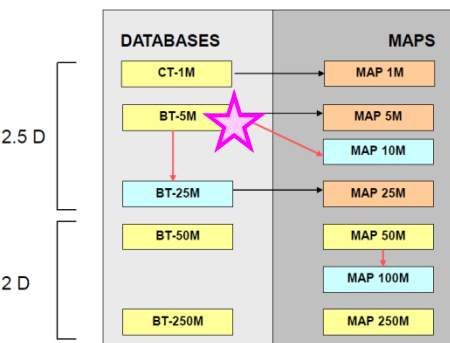 DATABASES MAPS
CT-1M MAP 1M
BT-5M MAP 5M
2.5 D
MAP 10M
BT-25M MAP 25M
BT-50M MAP 50M
2 D
MAP 100M
BT-250M MAP 250M